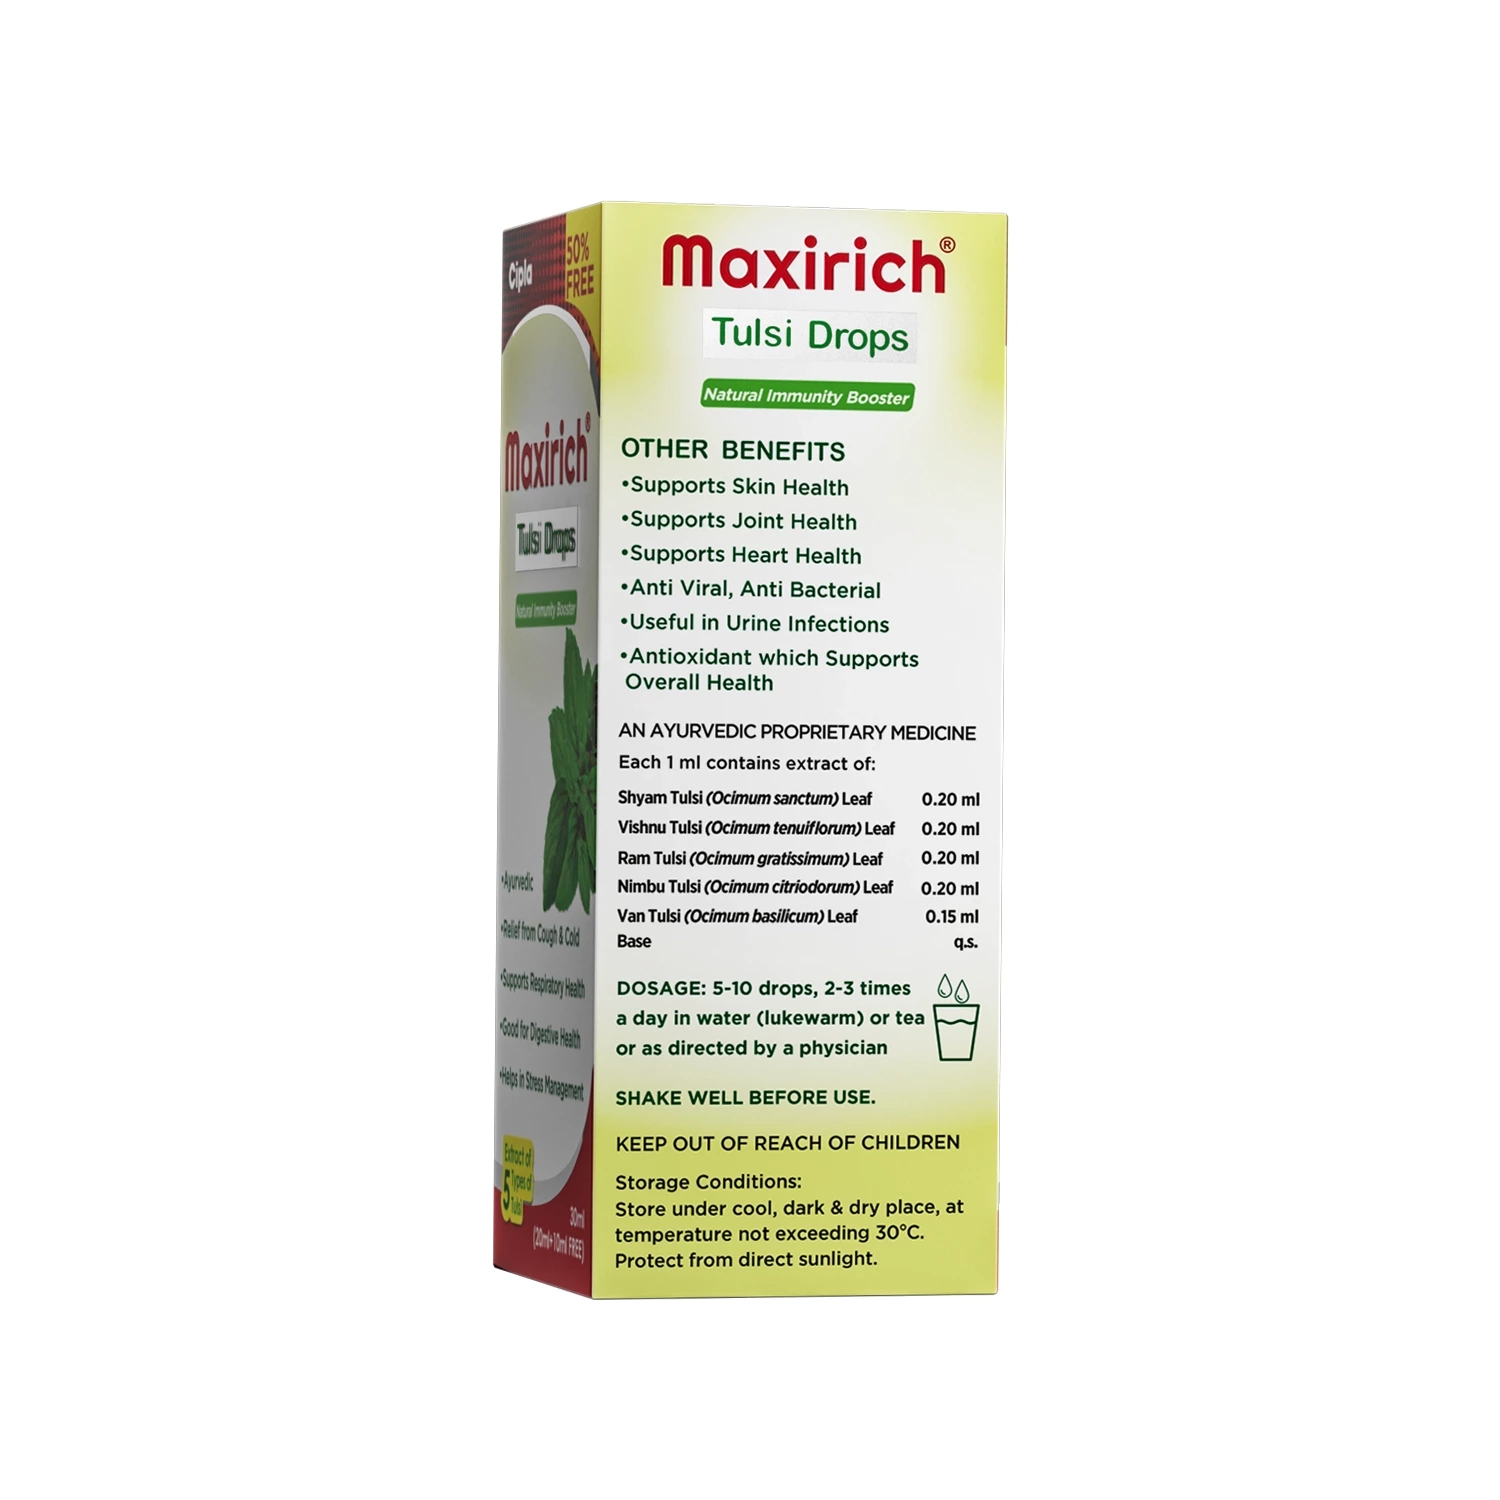 Cipla
50%
FREE
Maxirich®
Tulsi Drops
Natural Immunity Booster
•Ayurvedic
•Relief from Cough & Cold
•Supports Respiratory Health
•Good for Digestive Health
•Helps in Stress Management
Extract of
5 Types of
Tulsi
30ml
(20ml+10ml FREE)
Maxirich®
Tulsi Drops
Natural Immunity Booster
OTHER BENEFITS
•Supports Skin Health
•Supports Joint Health
•Supports Heart Health
•Anti Viral, Anti Bacterial
•Useful in Urine Infections
•Antioxidant which Supports
Overall Health
AN AYURVEDIC PROPRIETARY MEDICINE
Each 1 ml contains extract of:
Shyam Tulsi (Ocimum sanctum) Leaf 0.20 ml
Vishnu Tulsi (Ocimum tenuiflorum) Leaf 0.20 ml
Ram Tulsi (Ocimum gratissimum) Leaf 0.20 ml
Nimbu Tulsi (Ocimum citriodorum) Leaf 0.20 ml
Van Tulsi (Ocimum basilicum) Leaf 0.15 ml
Base q.s.
DOSAGE: 5-10 drops, 2-3 times
a day in water (lukewarm) or tea
or as directed by a physician
SHAKE WELL BEFORE USE.
KEEP OUT OF REACH OF CHILDREN
Storage Conditions:
Store under cool, dark & dry place, at
temperature not exceeding 30°C.
Protect from direct sunlight.